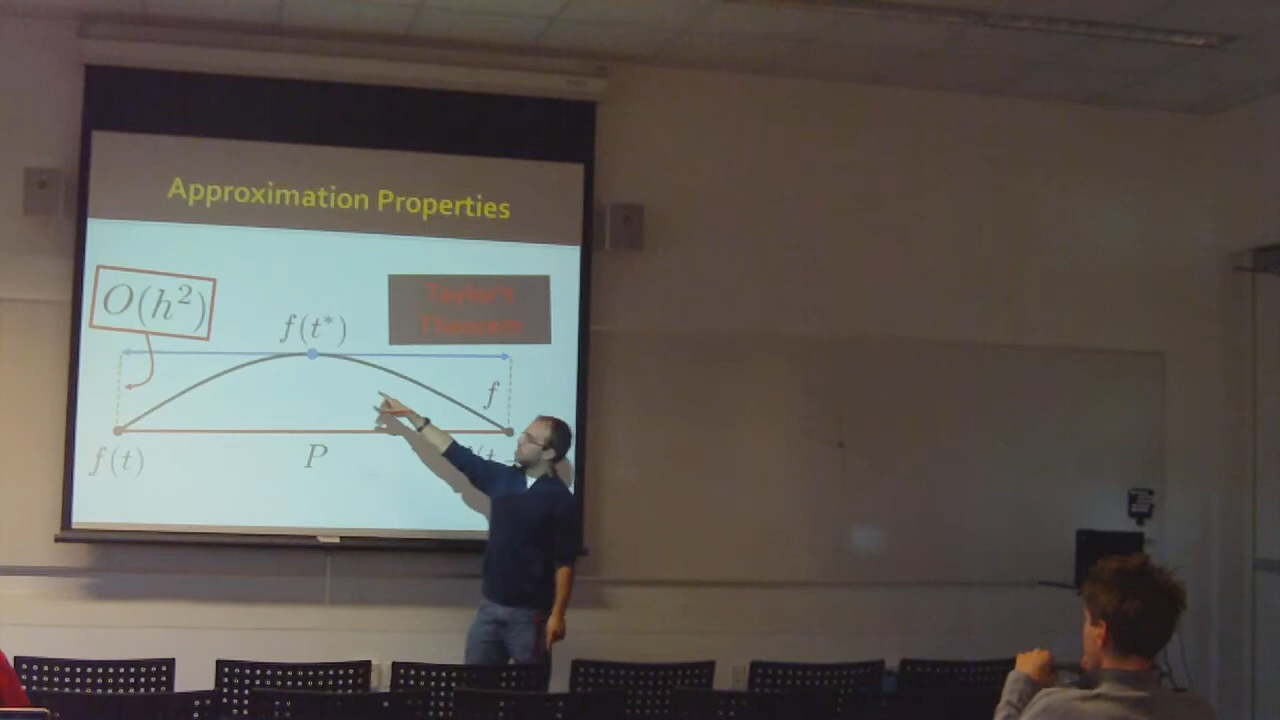 Approximation Properties
O(h²)
Taylor's
Theorem
f(t*)
f
f(t)
P